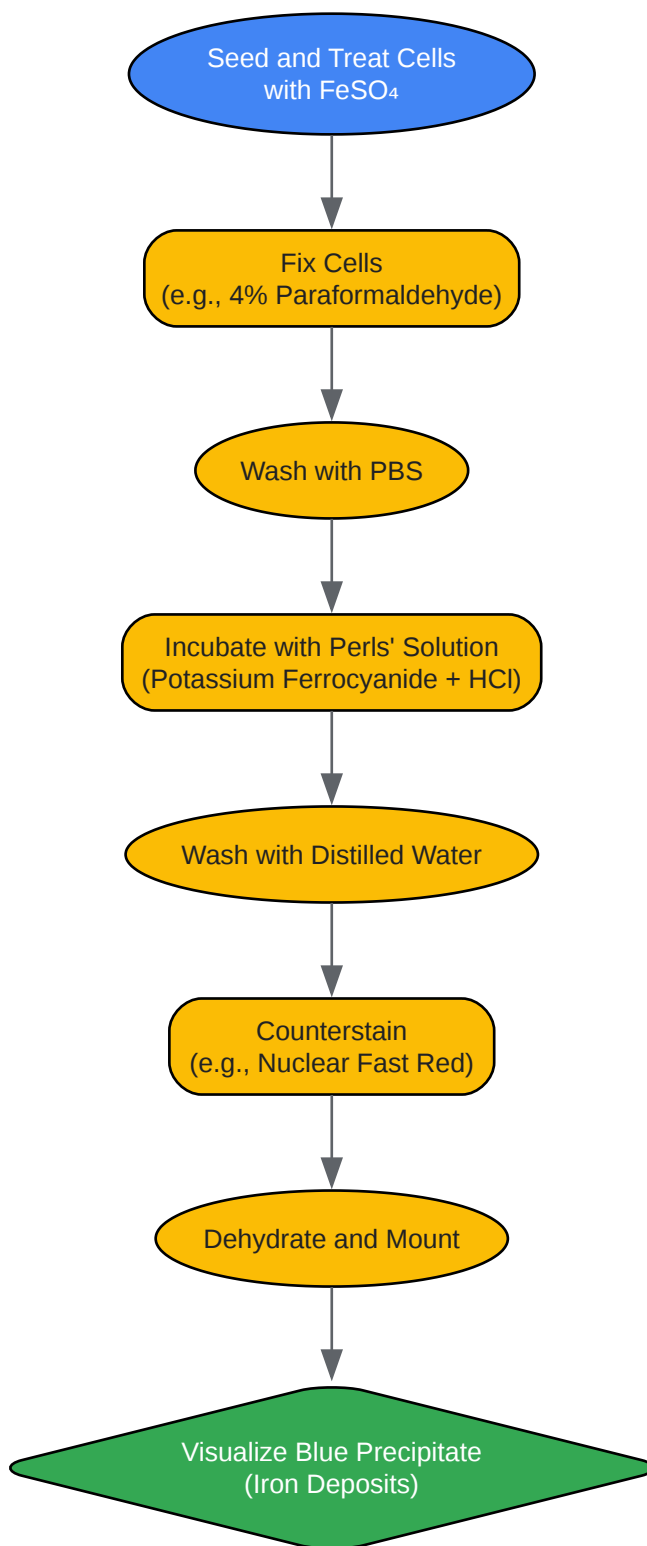 Seed and Treat Cells
with FeSO₄
Fix Cells
(e.g., 4% Paraformaldehyde)
Wash with PBS
Incubate with Perls' Solution
(Potassium Ferrocyanide + HCl)
Wash with Distilled Water
Counterstain
(e.g., Nuclear Fast Red)
Dehydrate and Mount
Visualize Blue Precipitate
(Iron Deposits)